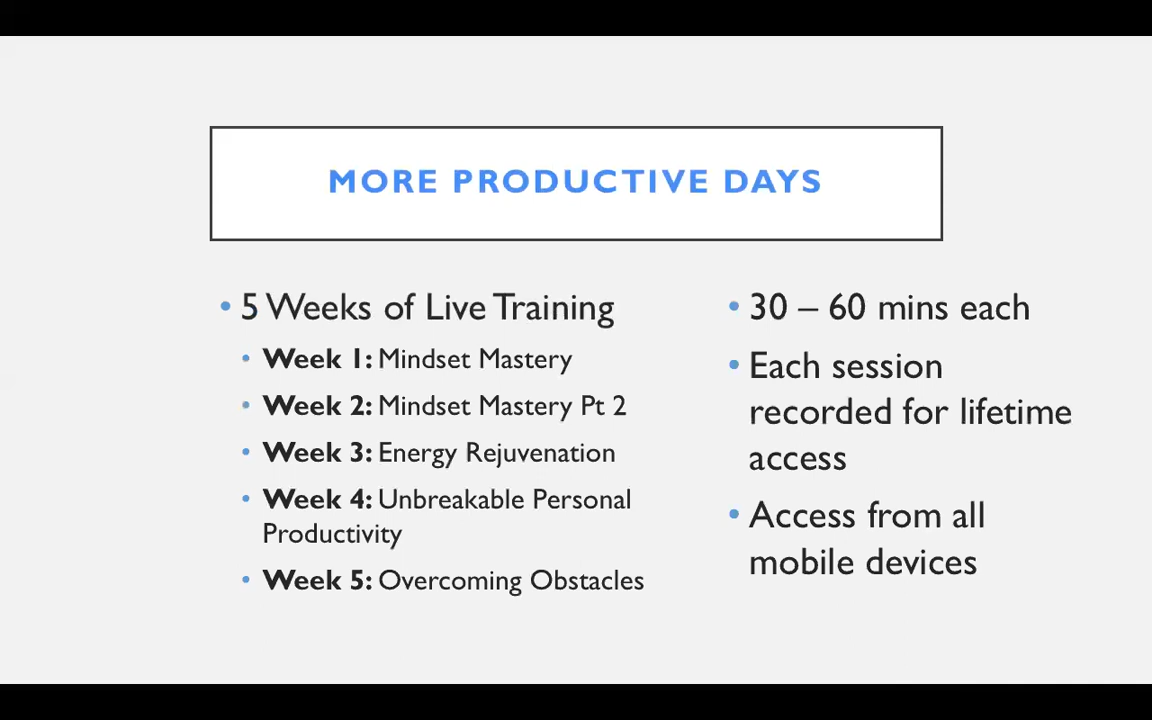 MORE PRODUCTIVE DAYS
• 5 Weeks of Live Training
• Week 1: Mindset Mastery
• Week 2: Mindset Mastery Pt 2
• Week 3: Energy Rejuvenation
• Week 4: Unbreakable Personal
Productivity
• Week 5: Overcoming Obstacles
• 30 – 60 mins each
• Each session
recorded for lifetime
access
• Access from all
mobile devices